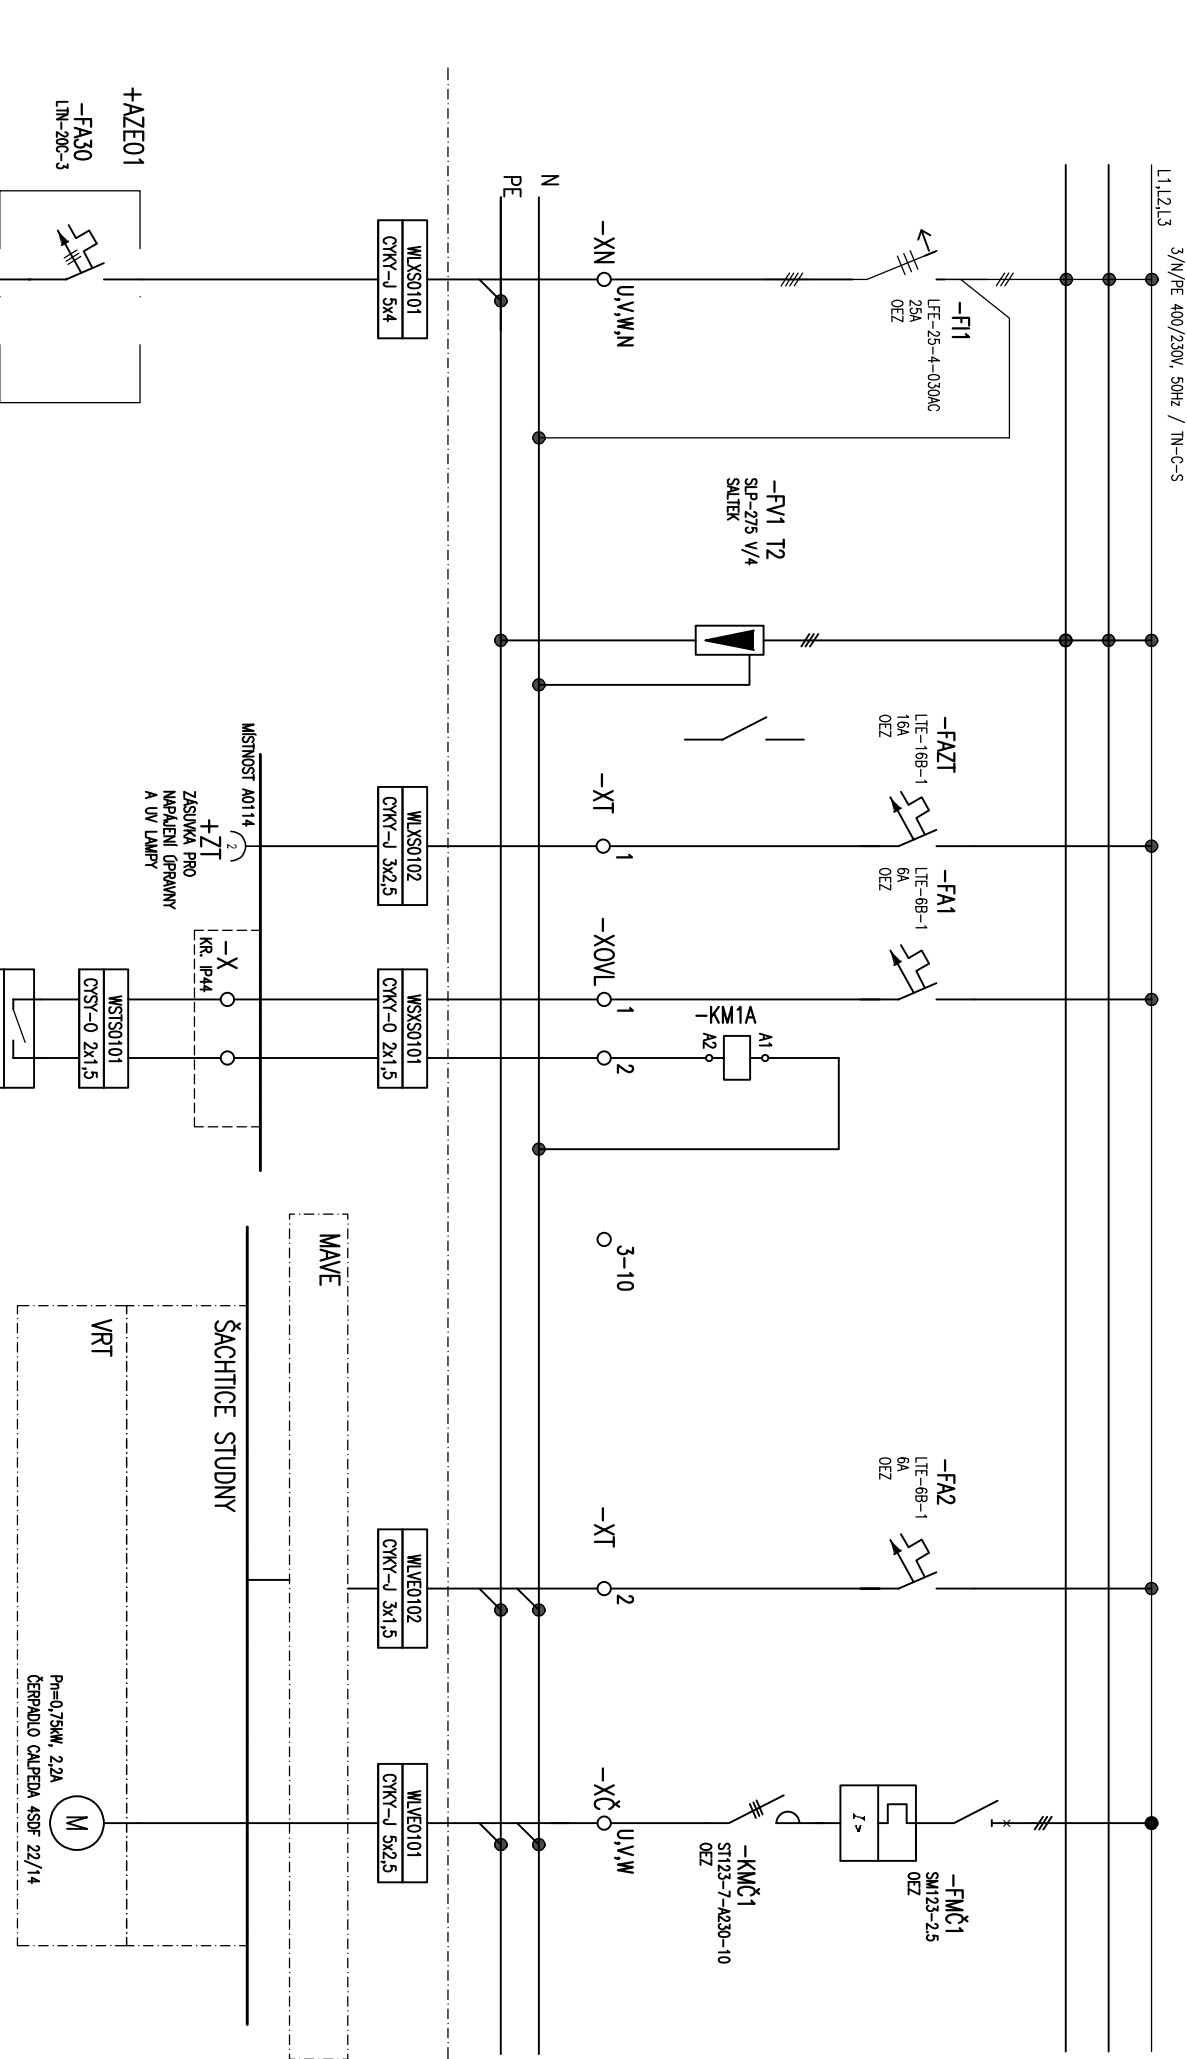 L1,L2,L3
3/N/PE 400/230V, 50Hz / TN-C-S
-FI1
LFE-25-4-030AC
25A
OEZ
-FV1 T2
SLP-275 V/4
SALTEK
-FAZT
LTE-16B-1
16A
OEZ
-FA1
LTE-6B-1
6A
OEZ
-KM1A
A1
A2
-FA2
LTE-6B-1
6A
OEZ
-FMČ1
SM123-2.5
OEZ
I>
-KMČ1
ST123-7-A230-10
OEZ
-XN
U,V,W,N
-XT
1
-XOVL
1
2
3-10
-XT
2
-XČ
U,V,W
N
PE
WLXS0101
CYKY-J 5x4
WLXS0102
CYKY-J 3x2,5
WSXS0101
CYKY-O 2x1,5
WLVE0102
CYKY-J 3x1,5
WLVE0101
CYKY-J 5x2,5
MAVE
MÍSTNOST A0114
2
+ZT
ZÁSUVKA PRO
NAPÁJENÍ ÚPRAVNY
A UV LAMPY
-X
KR. IP44
WSTS0101
CYSY-O 2x1,5
ŠACHTICE STUDNY
VRT
M
Pn=0,75kW, 2,2A
ČERPADLO CALPEDA 4SDF 22/14
+AZE01
-FA30
LTN-20C-3